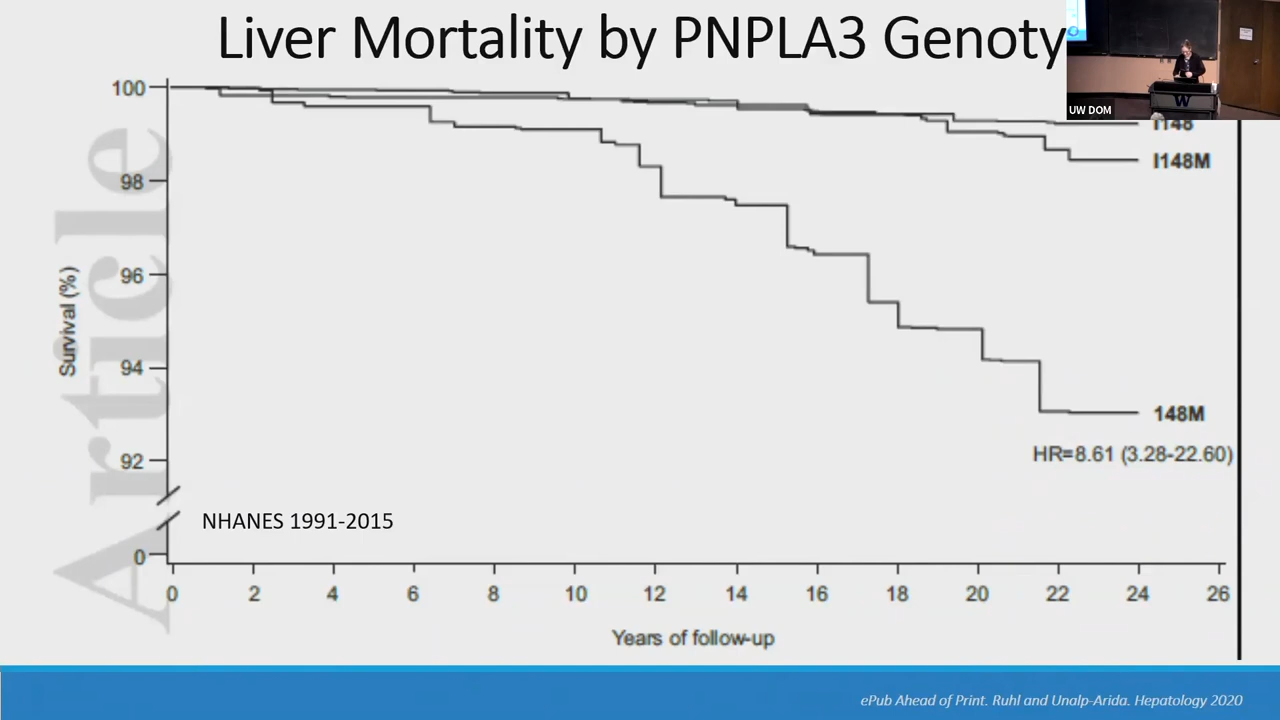 Liver Mortality by PNPLA3 Genoty
UW DOM
W
100
98
96
94
92
0
Survival (%)
Article
I148
I148M
148M
HR=8.61 (3.28-22.60)
NHANES 1991-2015
0 2 4 6 8 10 12 14 16 18 20 22 24 26
Years of follow-up
ePub Ahead of Print. Ruhl and Unalp-Arida. Hepatology 2020